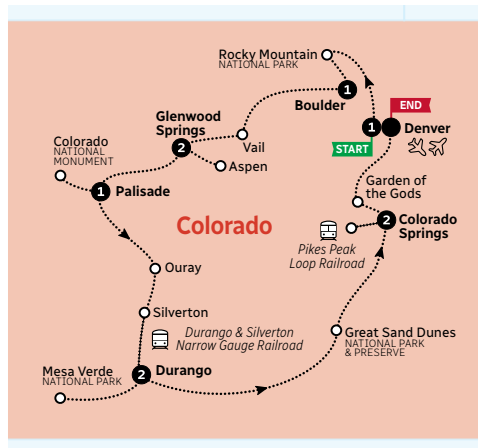 Rocky Mountain
NATIONAL PARK
1
Boulder
END
1
Denver
START
Glenwood
Springs
2
Vail
Aspen
Colorado
NATIONAL
MONUMENT
1
Palisade
Garden of
the Gods
Colorado
2
Colorado
Springs
Pikes Peak
Loop Railroad
Ouray
Silverton
Durango & Silverton
Narrow Gauge Railroad
Great Sand Dunes
NATIONAL PARK
& PRESERVE
Mesa Verde
NATIONAL PARK
2
Durango